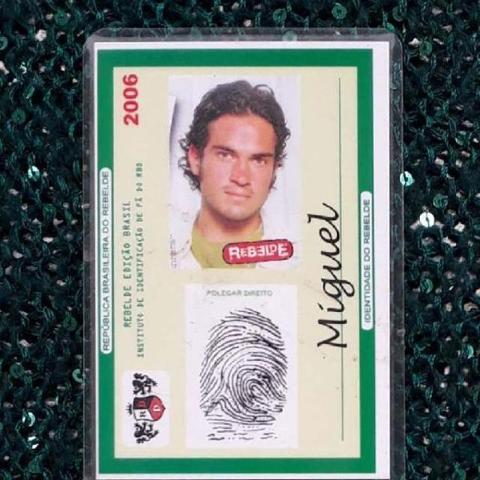 REPÚBLICA BRASILEIRA DO REBELDE
REBELDE EDIÇÃO BRASIL
INSTITUTO DE IDENTIFICAÇÃO DE FÃ DO RBD
2006
REBELDE
POLEGAR DIREITO
Miguel
IDENTIDADE DO REBELDE